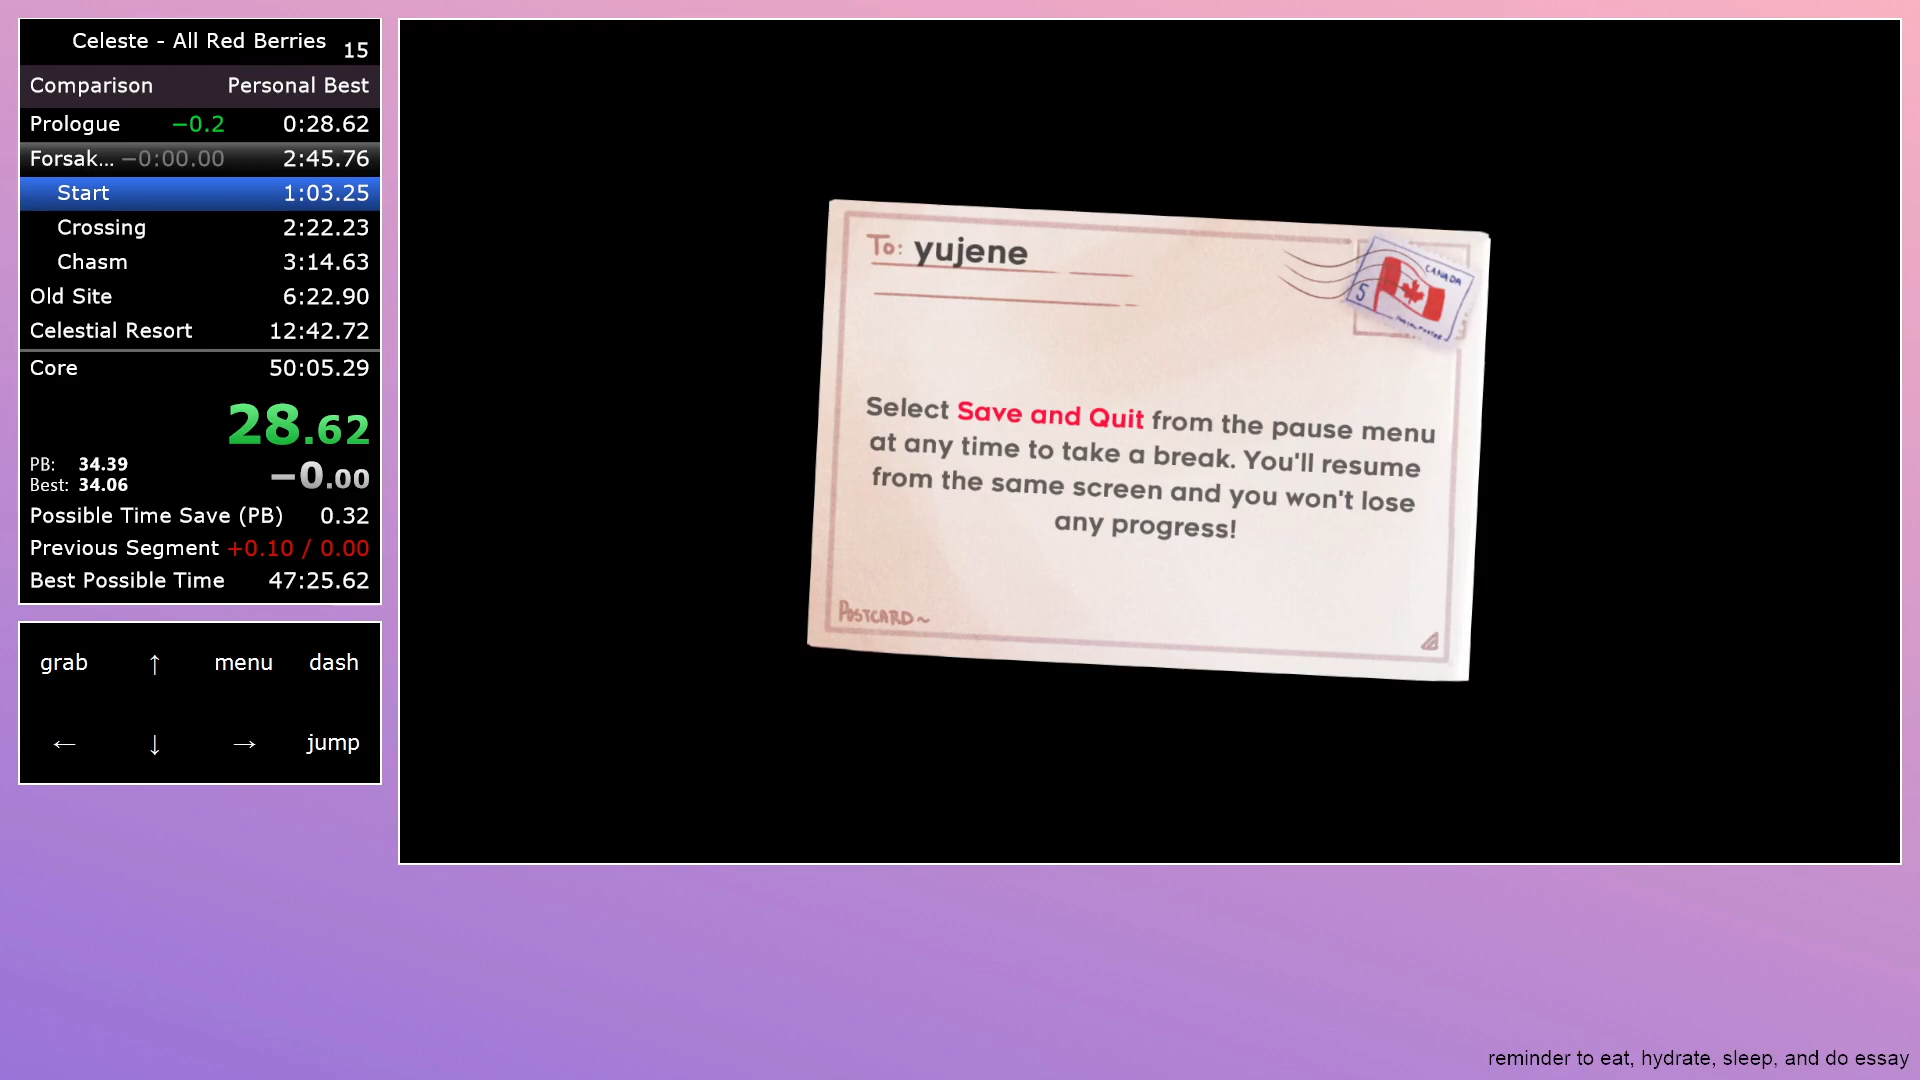 Celeste - All Red Berries 15
Comparison Personal Best
Prologue −0.2 0:28.62
Forsak... −0:00.00 2:45.76
Start 1:03.25
Crossing 2:22.23
Chasm 3:14.63
Old Site 6:22.90
Celestial Resort 12:42.72
Core 50:05.29
28.62
PB: 34.39
Best: 34.06
−0.00
Possible Time Save (PB) 0.32
Previous Segment +0.10 / 0.00
Best Possible Time 47:25.62
grab ↑ menu dash
← ↓ → jump
To: yujene
CANADA
5
Select Save and Quit from the pause menu
at any time to take a break. You'll resume
from the same screen and you won't lose
any progress!
POSTCARD~
reminder to eat, hydrate, sleep, and do essay